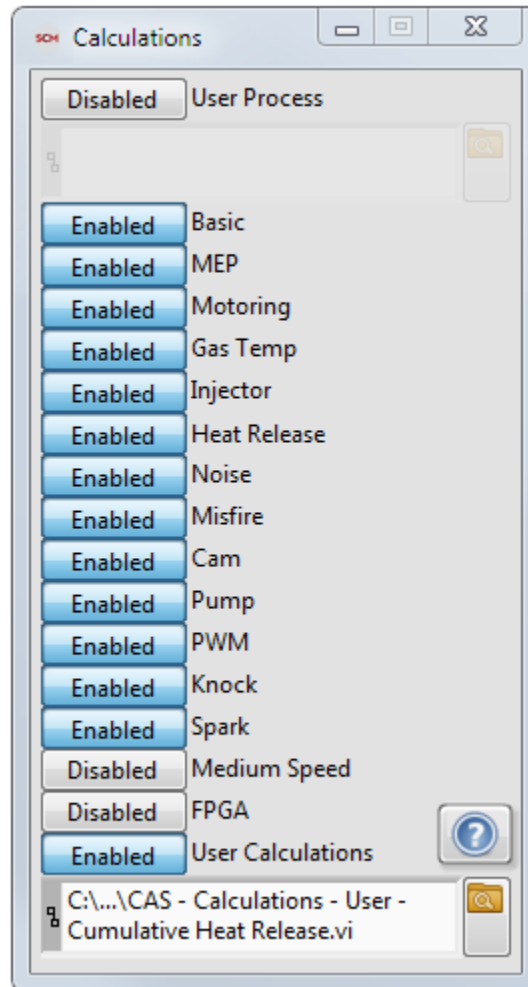 SCM Calculations
Disabled User Process
Enabled Basic
Enabled MEP
Enabled Motoring
Enabled Gas Temp
Enabled Injector
Enabled Heat Release
Enabled Noise
Enabled Misfire
Enabled Cam
Enabled Pump
Enabled PWM
Enabled Knock
Enabled Spark
Disabled Medium Speed
Disabled FPGA
Enabled User Calculations
?
C:\...\CAS - Calculations - User -
Cumulative Heat Release.vi